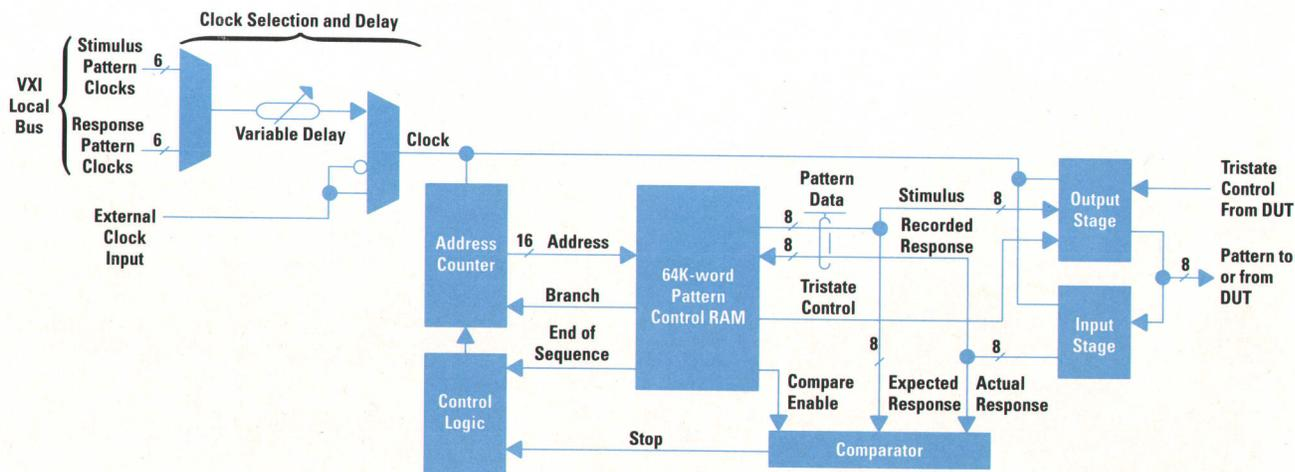 Clock Selection and Delay
VXI
Local
Bus
Stimulus
Pattern
Clocks
6
Response
Pattern
Clocks
6
Variable Delay
External
Clock
Input
Clock
Address
Counter
16 Address
Branch
End of
Sequence
Control
Logic
64K-word
Pattern
Control RAM
Pattern
Data
8
8
Stimulus
8
Recorded
Response
Tristate
Control
Output
Stage
Tristate
Control
From DUT
8
Pattern to
or from
DUT
Input
Stage
8
8
Compare
Enable
Expected
Response
Actual
Response
Stop
Comparator